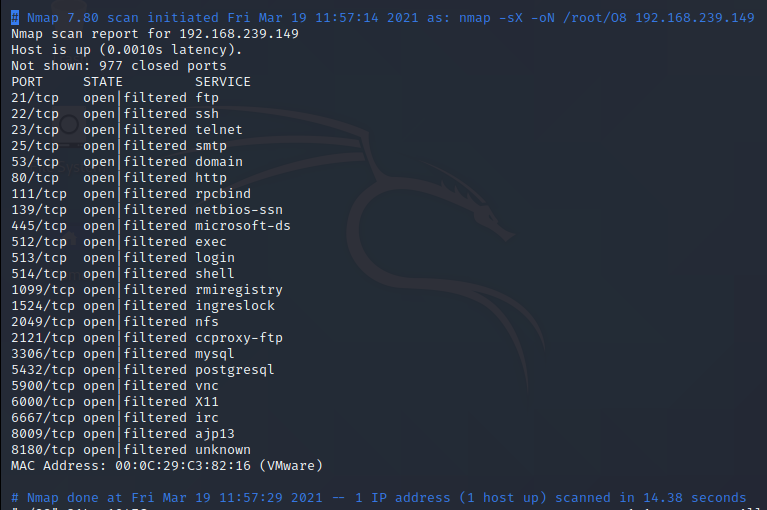 # Nmap 7.80 scan initiated Fri Mar 19 11:57:14 2021 as: nmap -sX -oN /root/O8 192.168.239.149
Nmap scan report for 192.168.239.149
Host is up (0.0010s latency).
Not shown: 977 closed ports
PORT     STATE         SERVICE
21/tcp   open|filtered ftp
22/tcp   open|filtered ssh
23/tcp   open|filtered telnet
25/tcp   open|filtered smtp
53/tcp   open|filtered domain
80/tcp   open|filtered http
111/tcp  open|filtered rpcbind
139/tcp  open|filtered netbios-ssn
445/tcp  open|filtered microsoft-ds
512/tcp  open|filtered exec
513/tcp  open|filtered login
514/tcp  open|filtered shell
1099/tcp open|filtered rmiregistry
1524/tcp open|filtered ingreslock
2049/tcp open|filtered nfs
2121/tcp open|filtered ccproxy-ftp
3306/tcp open|filtered mysql
5432/tcp open|filtered postgresql
5900/tcp open|filtered vnc
6000/tcp open|filtered X11
6667/tcp open|filtered irc
8009/tcp open|filtered ajp13
8180/tcp open|filtered unknown
MAC Address: 00:0C:29:C3:82:16 (VMware)
# Nmap done at Fri Mar 19 11:57:29 2021 -- 1 IP address (1 host up) scanned in 14.38 seconds